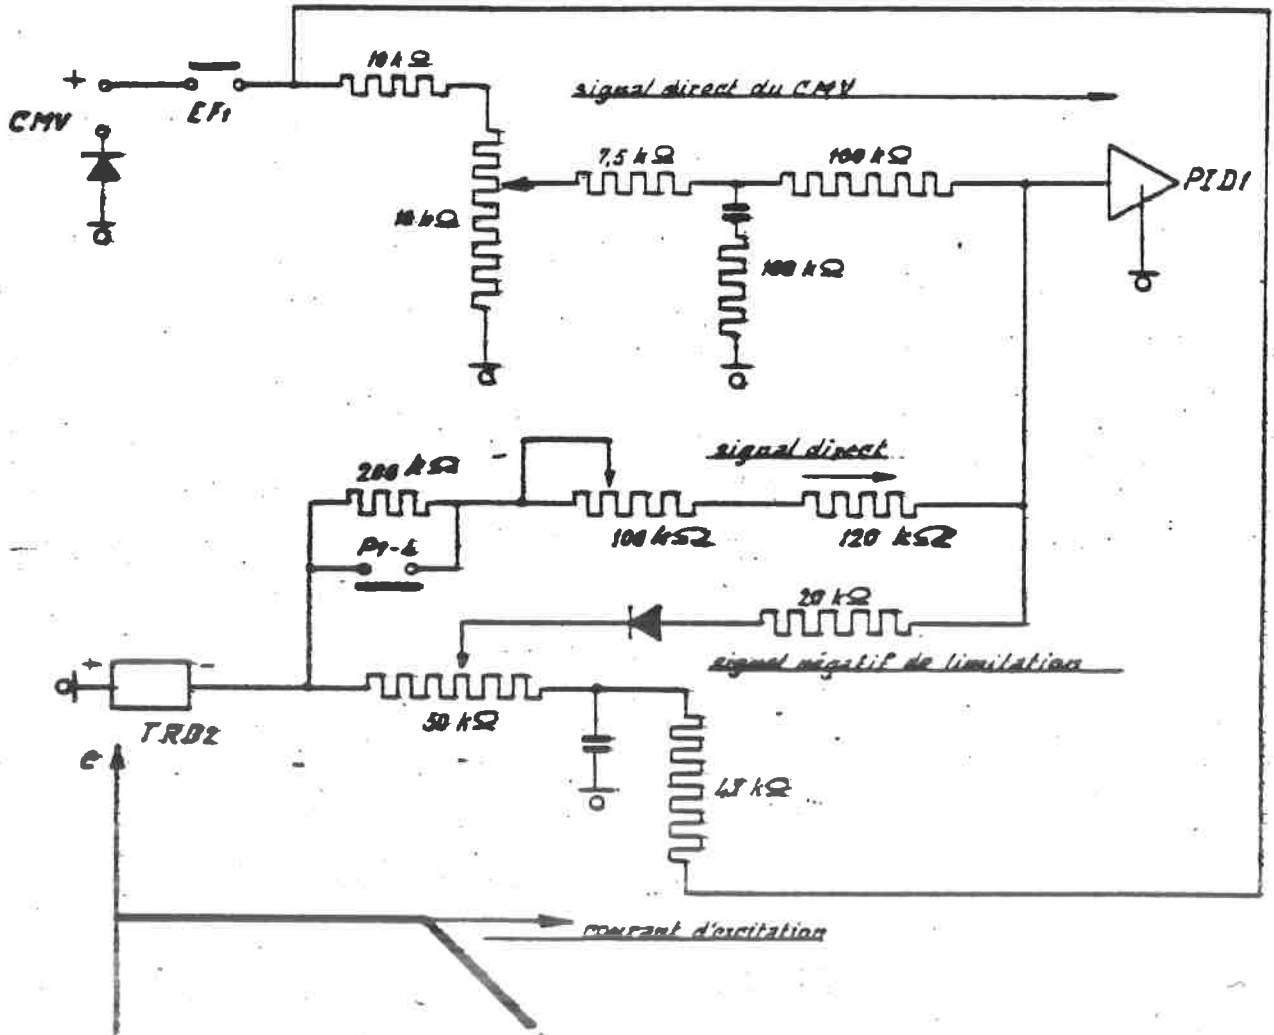 10 kΩ
signal direct du CMV
+
EF1
CMV
7,5 kΩ
100 kΩ
PID1
10 kΩ
100 kΩ
signal direct
200 kΩ
100 kΩ
120 kΩ
20 kΩ
signal négatif de limitation
+
-
50 kΩ
TRD2
e
kΩ
courant d'excitation